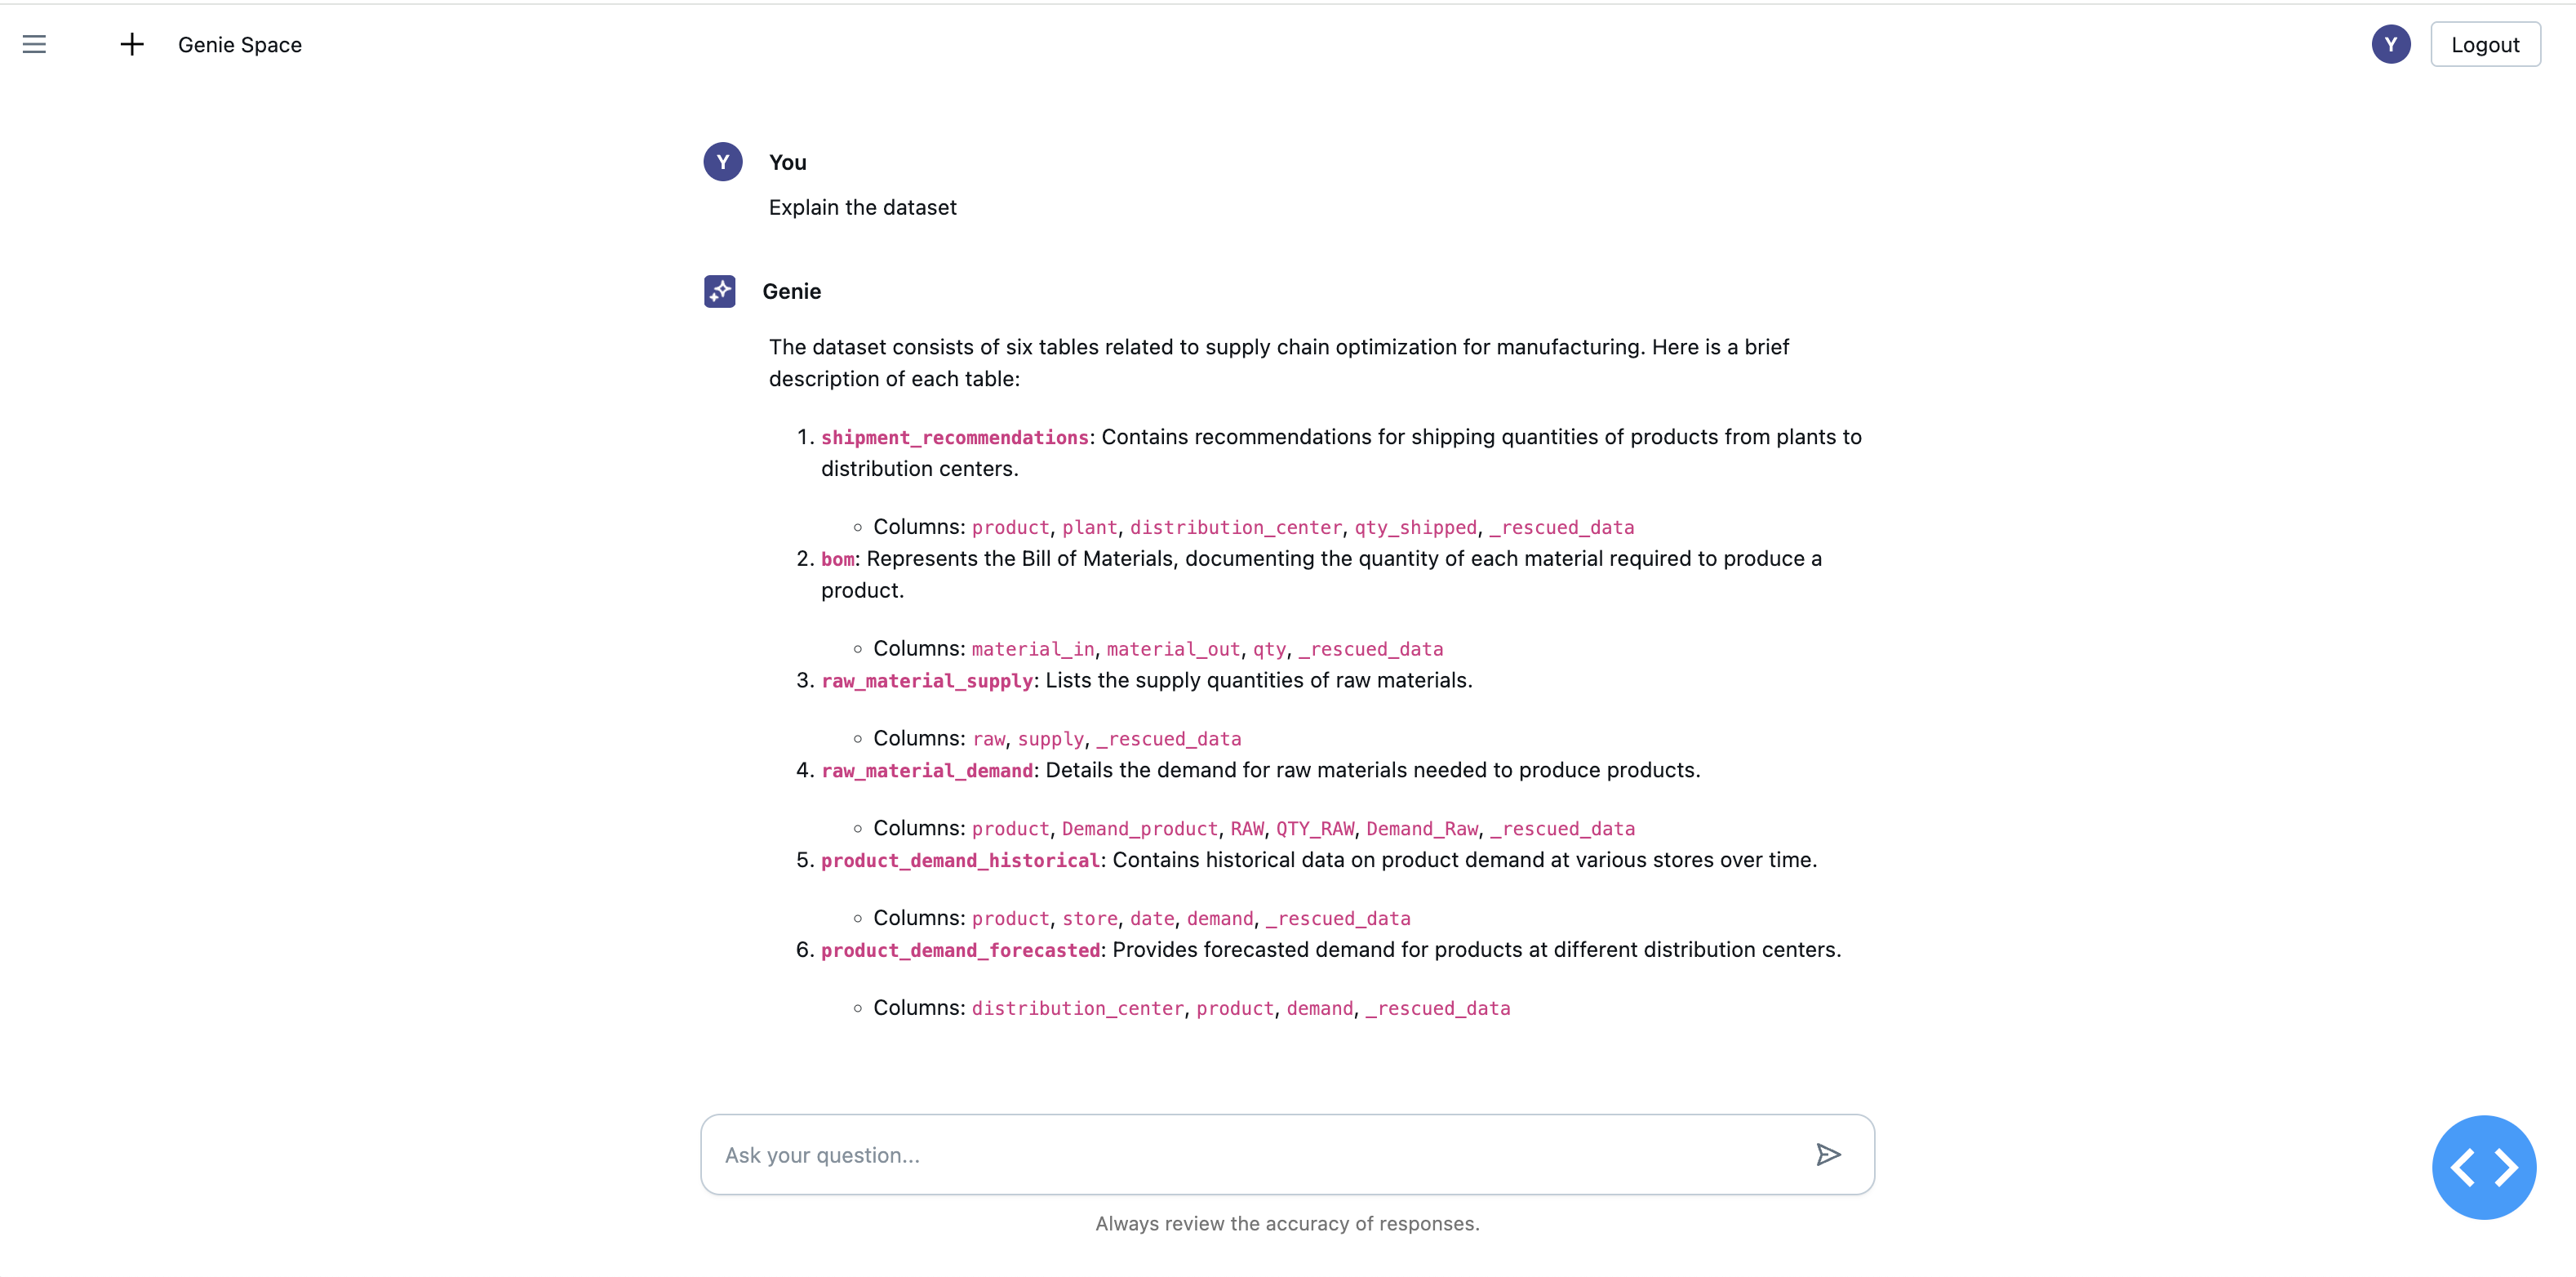 Genie Space
Y
Logout
Y
You
Explain the dataset
Genie
The dataset consists of six tables related to supply chain optimization for manufacturing. Here is a brief
description of each table:
1. shipment_recommendations: Contains recommendations for shipping quantities of products from plants to
distribution centers.
Columns: product, plant, distribution_center, qty_shipped, _rescued_data
2. bom: Represents the Bill of Materials, documenting the quantity of each material required to produce a
product.
Columns: material_in, material_out, qty, _rescued_data
3. raw_material_supply: Lists the supply quantities of raw materials.
Columns: raw, supply, _rescued_data
4. raw_material_demand: Details the demand for raw materials needed to produce products.
Columns: product, Demand_product, RAW, QTY_RAW, Demand_Raw, _rescued_data
5. product_demand_historical: Contains historical data on product demand at various stores over time.
Columns: product, store, date, demand, _rescued_data
6. product_demand_forecasted: Provides forecasted demand for products at different distribution centers.
Columns: distribution_center, product, demand, _rescued_data
Ask your question...
Always review the accuracy of responses.